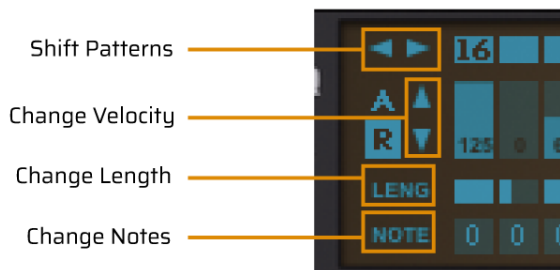 Shift Patterns
16
Change Velocity
A
R
125 0
Change Length
LENG
Change Notes
NOTE 0 0